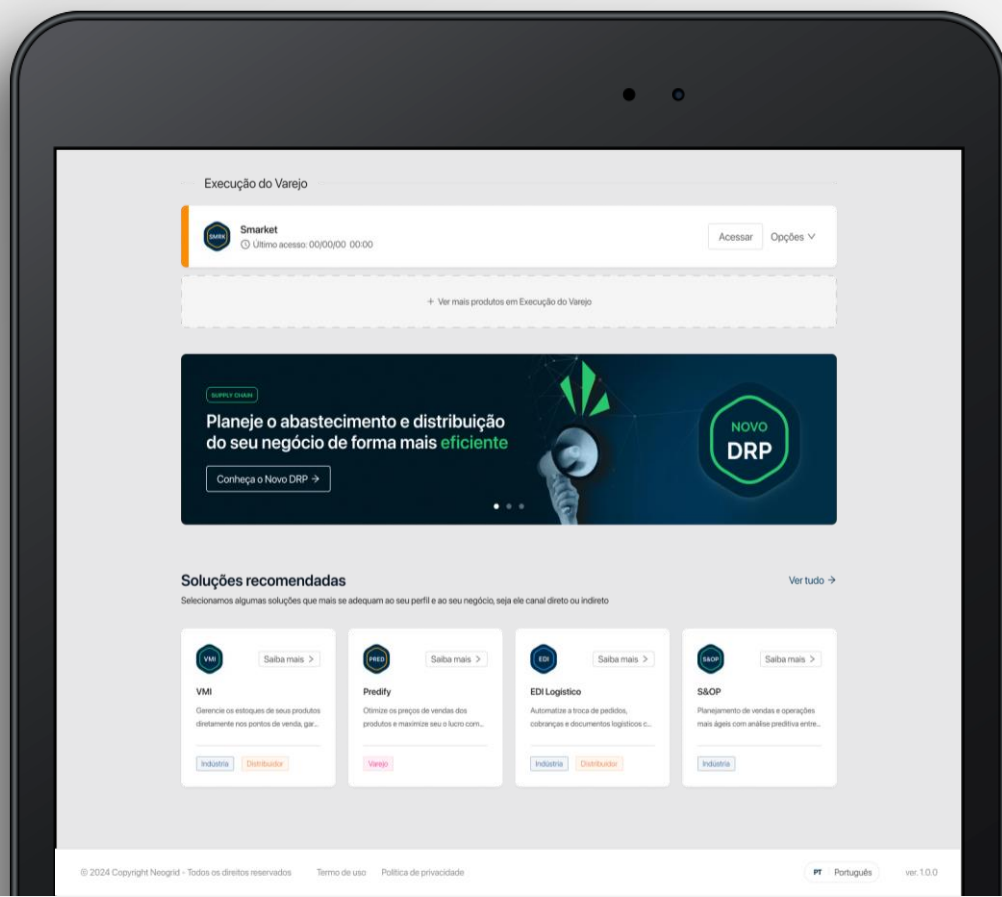 Execução do Varejo
SMRK
Smarket
Último acesso: 00/00/00 00:00
Acessar
Opções
+ Ver mais produtos em Execução do Varejo
SUPPLY CHAIN
Planeje o abastecimento e distribuição
do seu negócio de forma mais eficiente
Conheça o Novo DRP →
NOVO
DRP
Soluções recomendadas
Ver tudo →
Selecionamos algumas soluções que mais se adequam ao seu perfil e ao seu negócio, seja ele canal direto ou indireto
VMI
Saiba mais >
VMI
Gerencie os estoques de seus produtos
diretamente nos pontos de venda, gar...
Indústria
Distribuidor
PRED
Saiba mais >
Predify
Otimize os preços de vendas dos
produtos e maximize seu o lucro com...
Varejo
EDI
Saiba mais >
EDI Logístico
Automatize a troca de pedidos,
cobranças e documentos logísticos c...
Indústria
Distribuidor
S&OP
Saiba mais >
S&OP
Planejamento de vendas e operações
mais ágeis com análise preditiva entre...
Indústria
© 2024 Copyright Neogrid - Todos os direitos reservados
Termo de uso
Política de privacidade
PT
Português
ver. 1.0.0